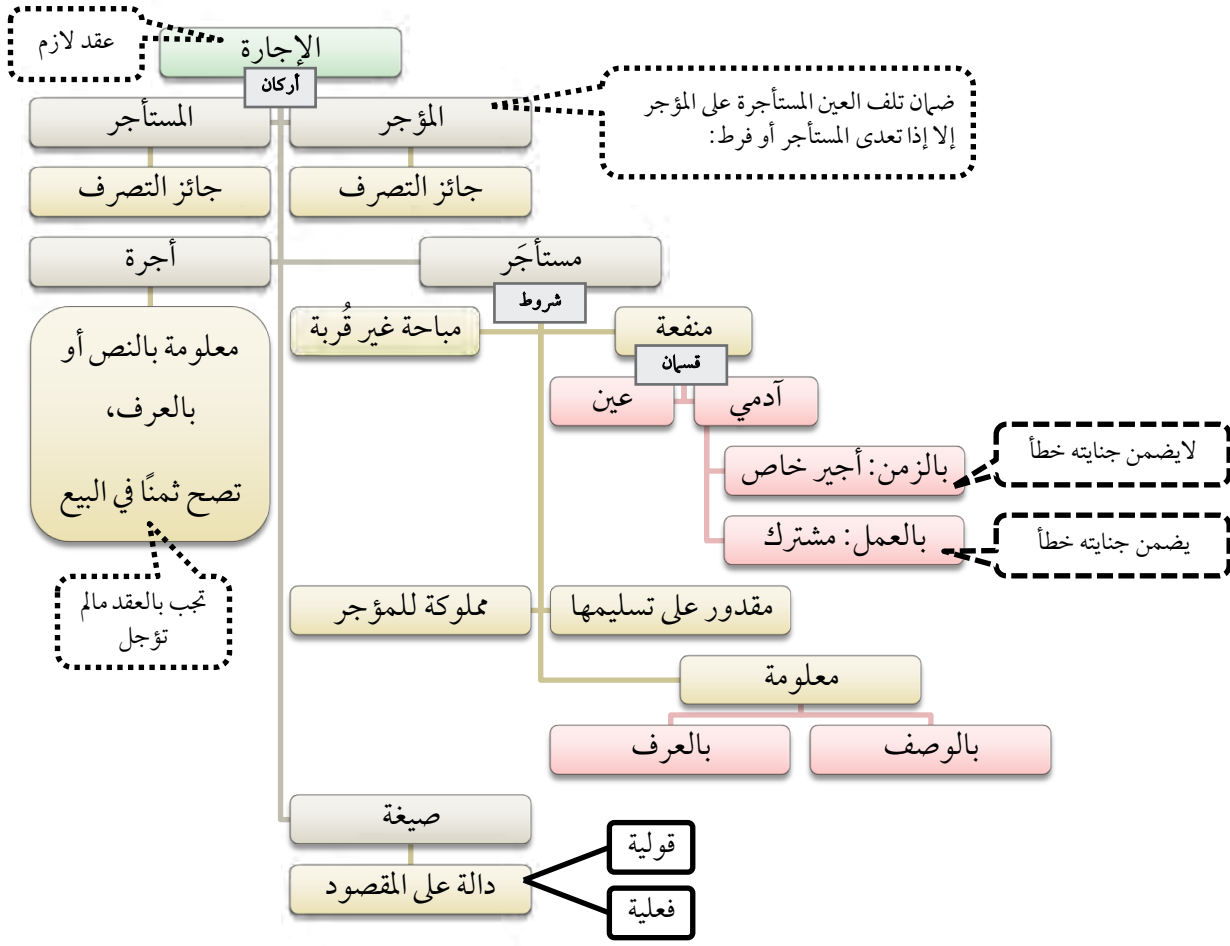 الإجارة
عقد لازم
أركان
المؤجر
المستأجر
ضمان تلف العين المستأجرة على المؤجر
إلا إذا تعدى المستأجر أو فرط:
جائز التصرف
جائز التصرف
مستأجَر
أجرة
شروط
منفعة
مباحة غير قُربة
معلومة بالنص أو
بالعرف،
تصح ثمنًا في البيع
قسمان
آدمي
عين
بالزمن: أجير خاص
لايضمن جنايته خطأ
بالعمل: مشترك
يضمن جنايته خطأ
تجب بالعقد مالم
تؤجل
مقدور على تسليمها
مملوكة للمؤجر
معلومة
بالوصف
بالعرف
صيغة
دالة على المقصود
قولية
فعلية